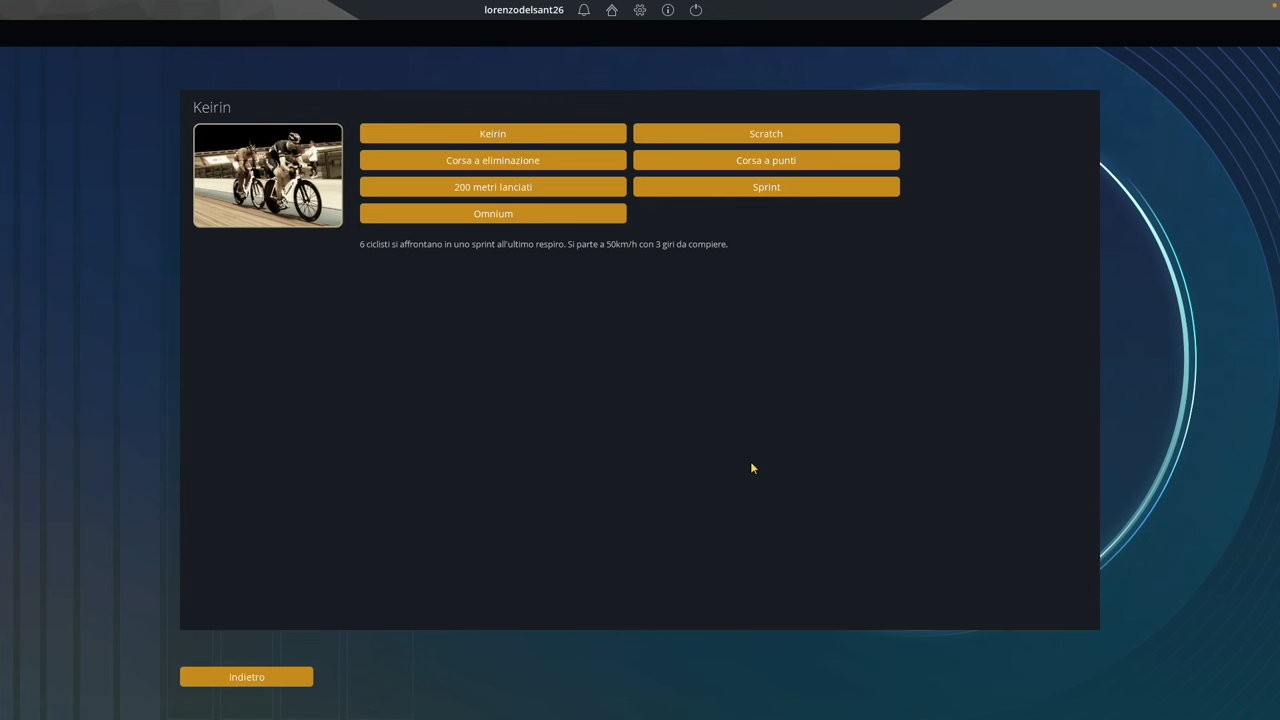 lorenzodelsant26
Keirin
Keirin
Scratch
Corsa a eliminazione
Corsa a punti
200 metri lanciati
Sprint
Omnium
6 ciclisti si affrontano in uno sprint all'ultimo respiro. Si parte a 50km/h con 3 giri da compiere.
Indietro